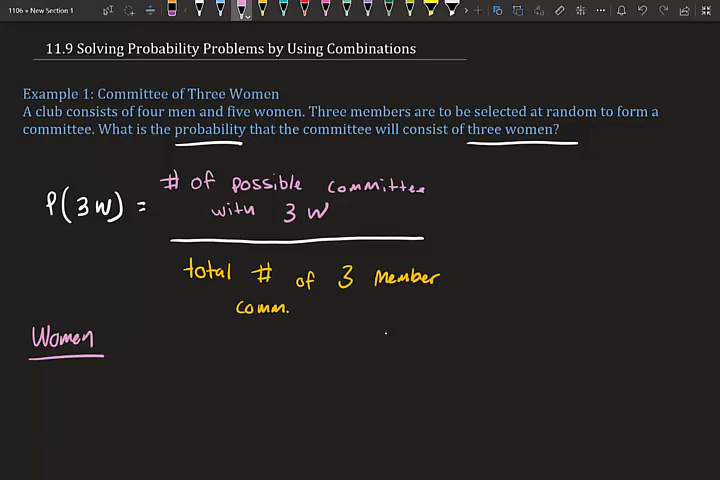 1106 » New Section 1
11.9 Solving Probability Problems by Using Combinations
Example 1: Committee of Three Women
A club consists of four men and five women. Three members are to be selected at random to form a
committee. What is the probability that the committee will consist of three women?
P(3W) =
# of possible committee
with 3 W
total # of 3 member
comm.
Women